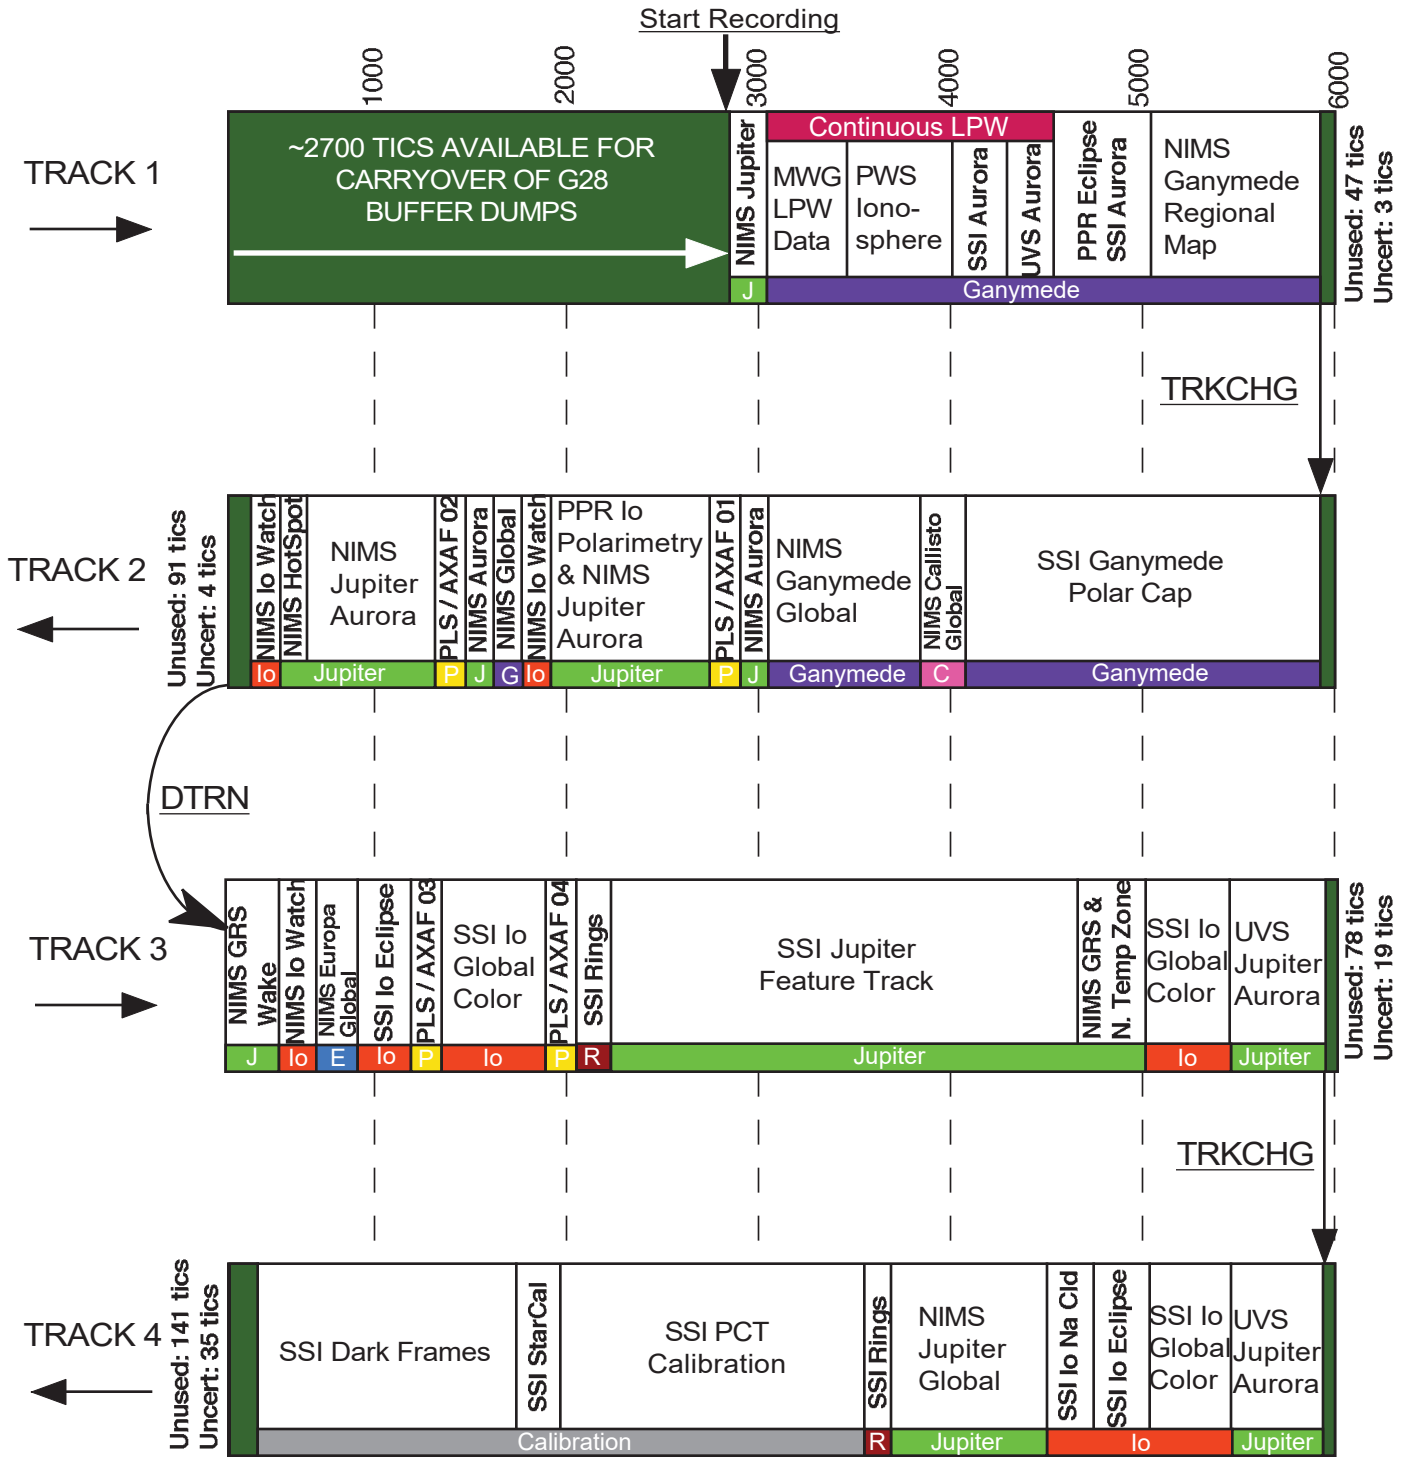 Start Recording
1000
2000
3000
4000
5000
6000
TRACK 1
~2700 TICS AVAILABLE FOR
CARRYOVER OF G28
BUFFER DUMPS
NIMS Jupiter
Continuous LPW
MWG
LPW
Data
PWS
Iono-
sphere
SSI Aurora
UVS Aurora
PPR Eclipse
SSI Aurora
NIMS
Ganymede
Regional
Map
J
Ganymede
Unused: 47 tics
Uncert: 3 tics
TRKCHG
TRACK 2
Unused: 91 tics
Uncert: 4 tics
NIMS Io Watch
NIMS HotSpot
NIMS
Jupiter
Aurora
PLS / AXAF 02
NIMS Aurora
NIMS Global
NIMS Io Watch
PPR Io
Polarimetry
& NIMS
Jupiter
Aurora
PLS / AXAF 01
NIMS Aurora
NIMS
Ganymede
Global
NIMS Callisto
Global
SSI Ganymede
Polar Cap
Io
Jupiter
P
J
G
Io
Jupiter
P
J
Ganymede
C
Ganymede
DTRN
TRACK 3
NIMS GRS
Wake
NIMS Io Watch
NIMS Europa
Global
SSI Io Eclipse
PLS / AXAF 03
SSI Io
Global
Color
PLS / AXAF 04
SSI Rings
SSI Jupiter
Feature Track
NIMS GRS &
N. Temp Zone
SSI Io
Global
Color
UVS
Jupiter
Aurora
J
Io
E
Io
P
Io
P
R
Jupiter
Io
Jupiter
Unused: 78 tics
Uncert: 19 tics
TRKCHG
TRACK 4
Unused: 141 tics
Uncert: 35 tics
SSI Dark Frames
SSI StarCal
SSI PCT
Calibration
SSI Rings
NIMS
Jupiter
Global
SSI Io Na Cld
SSI Io Eclipse
SSI Io
Global
Color
UVS
Jupiter
Aurora
Calibration
R
Jupiter
Io
Jupiter